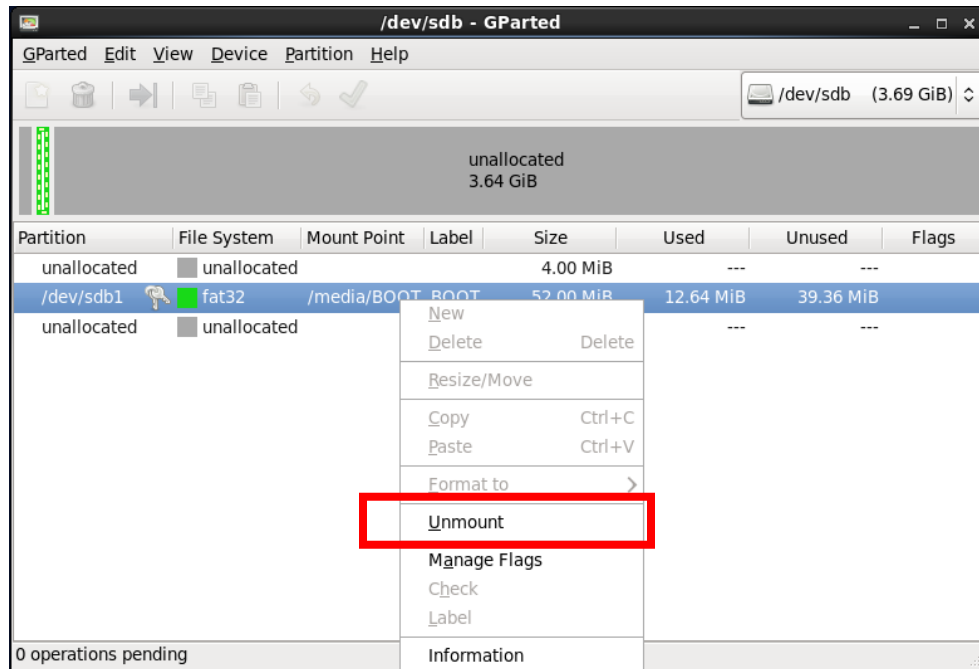 /dev/sdb - GParted
GParted Edit View Device Partition Help
/dev/sdb (3.69 GiB)
unallocated
3.64 GiB
Partition File System Mount Point Label Size Used Unused Flags
unallocated unallocated 4.00 MiB --- ---
/dev/sdb1 fat32 /media/BOOT BOOT 52.00 MiB 12.64 MiB 39.36 MiB
unallocated unallocated --- ---
New
Delete Delete
Resize/Move
Copy Ctrl+C
Paste Ctrl+V
Format to
Unmount
Manage Flags
Check
Label
Information
0 operations pending